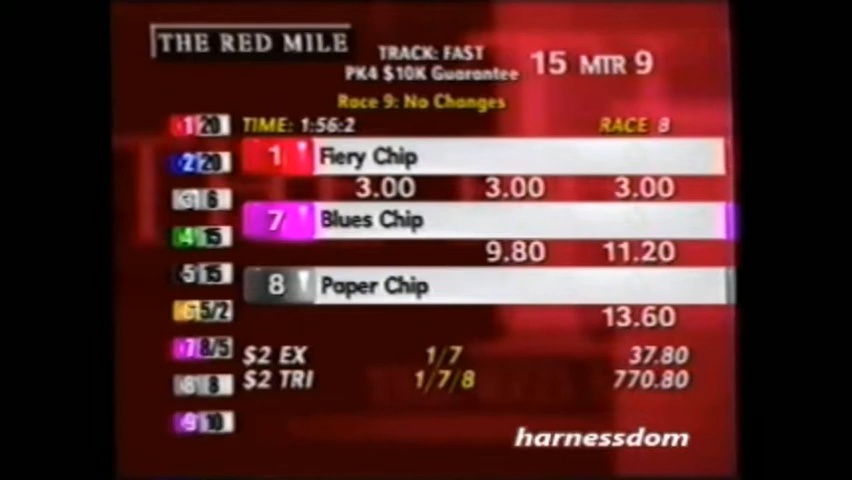 THE RED MILE
TRACK: FAST
15 MTR 9
PK4 $10K Guarantee
Race 9: No Changes
TIME: 1:56:2
RACE 8
1 Fiery Chip
3.00 3.00 3.00
7 Blues Chip
9.80 11.20
8 Paper Chip
13.60
$2 EX 1/7 37.80
$2 TRI 1/7/8 770.80
1 20
2 20
3 6
4 15
5 15
6 5/2
7 8/5
8 8
9 10
harnessdom